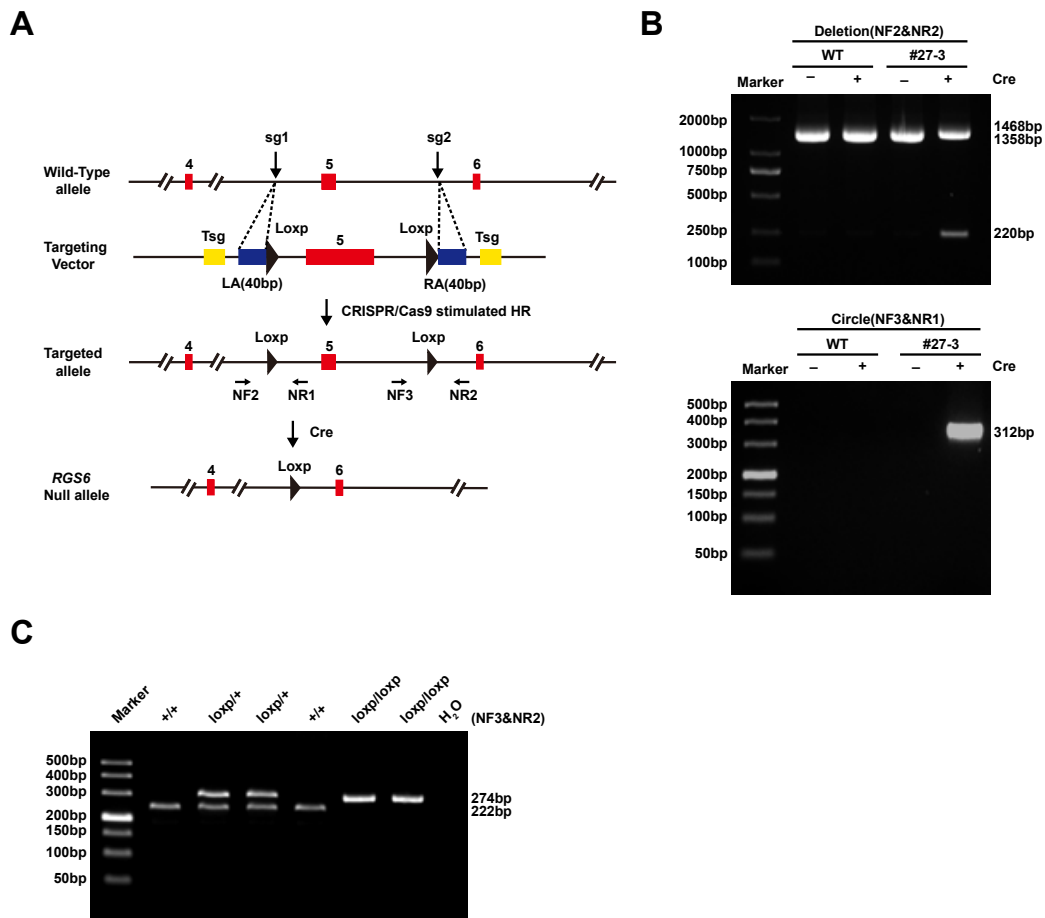 A
sg1
sg2
4
5
6
Wild-Type
allele
Tsg
Loxp
5
Loxp
Tsg
Targeting
Vector
LA(40bp)
RA(40bp)
CRISPR/Cas9 stimulated HR
Loxp
Loxp
4
5
6
Targeted
allele
NF2
NR1
NF3
NR2
Cre
Loxp
4
6
RGS6
Null allele
B
Deletion(NF2&NR2)
WT
#27-3
Marker
–
+
–
+
Cre
2000bp
1000bp
750bp
500bp
250bp
100bp
1468bp
1358bp
220bp
Circle(NF3&NR1)
WT
#27-3
Marker
–
+
–
+
Cre
500bp
400bp
300bp
200bp
150bp
100bp
50bp
312bp
C
Marker
+/+
loxp/+
loxp/+
+/+
loxp/loxp
loxp/loxp
H₂O
(NF3&NR2)
500bp
400bp
300bp
200bp
150bp
100bp
50bp
274bp
222bp